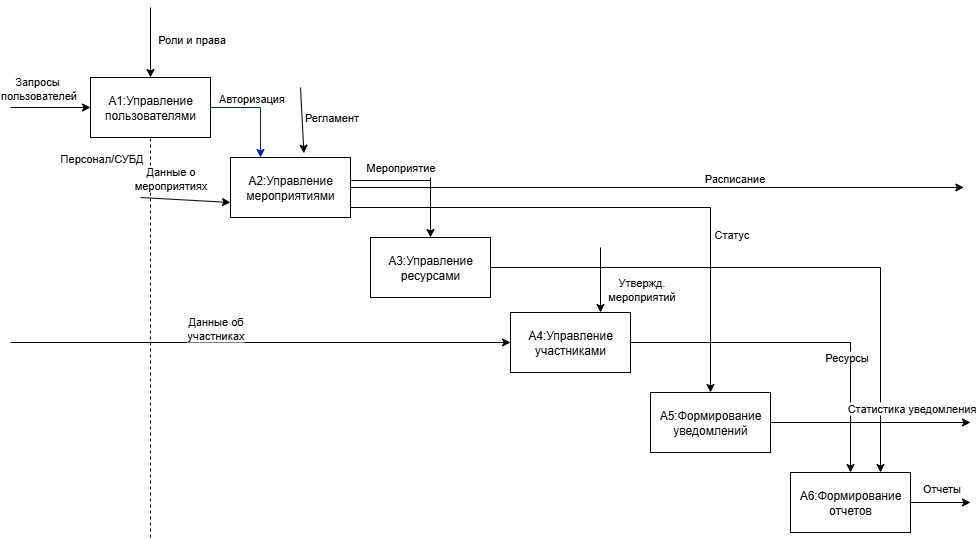 Роли и права
Запросы
пользователей
А1:Управление
пользователями
Авторизация
Регламент
Персонал/СУБД
Данные о
мероприятиях
А2:Управление
мероприятиями
Мероприятие
Расписание
Статус
А3:Управление
ресурсами
Утвержд.
мероприятий
Данные об
участниках
А4:Управление
участниками
Ресурсы
А5:Формирование
уведомлений
Статистика уведомления
А6:Формирование
отчетов
Отчеты